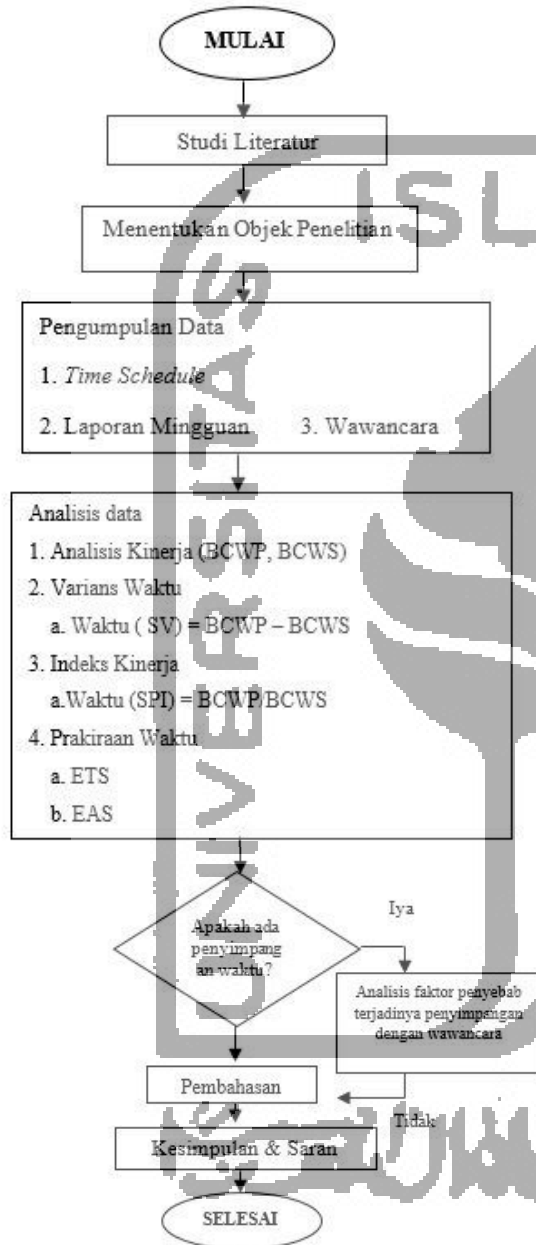 MULAI
Studi Literatur
Menentukan Objek Penelitian
Pengumpulan Data
1. Time Schedule
2. Laporan Mingguan 3. Wawancara
Analisis data
1. Analisis Kinerja (BCWP, BCWS)
2. Varians Waktu
a. Waktu ( SV) = BCWP – BCWS
3. Indeks Kinerja
a.Waktu (SPI) = BCWP/BCWS
4. Prakiraan Waktu
a. ETS
b. EAS
Apakah ada
penyimpang
an waktu?
Iya
Analisis faktor penyebab
terjadinya penyimpangan
dengan wawancara
Pembahasan
Tidak
Kesimpulan & Saran
SELESAI
ISL
UNIVERSITAS